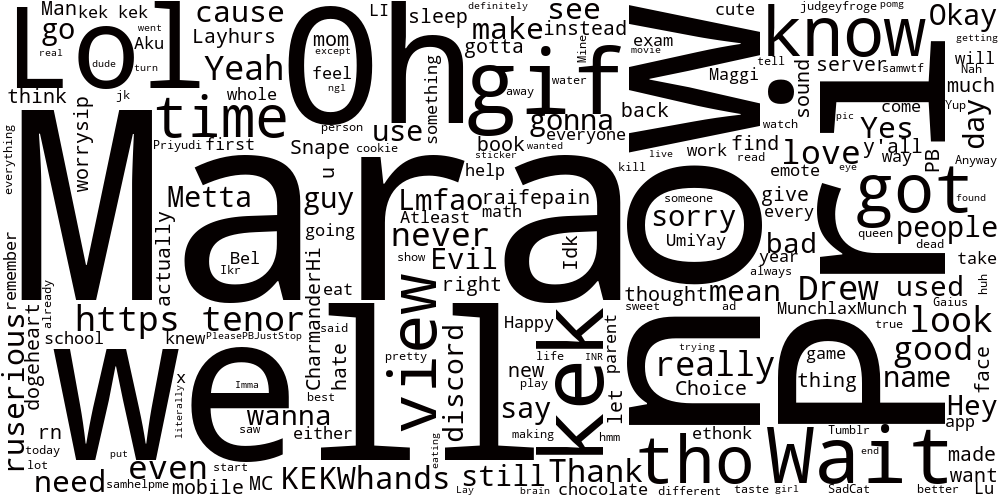 Man kek kek
cause
LI
sleep
definitely
see
cute
judgeyfroge
pomg
Okay
Lol
go
went
Aku
real
dude
turn
Layhurs
Oh
mom
except
feel
ngl
make
instead
gotta
gif
Mine
exam
movie
Wow
know
getting
tell
server
samwtf
Nah
will
Yeah
think
jk
whole
something
away
water
Maggi
sound
I
much
time
person
use
gonna
back
come
Yup
pic
Yes
day
everything
worrysip
Priyudi
first
Snape
cookie
book
wanted
everyone
sticker
watch
find
live
work
read
love
y'all
way
PB
Anyway
Mara
u
help
kill
emote
eye
Metta
guy
Lmfao
raifepain
Atleast
math
someone
sorry
UmiYay
give
every
got
found
queen
people
dead
actually
going
never
Idk
bad
year
always
Dr
Bel
Ikr
show
Evil
right
remember
already
Hi
CharmanderHi
eat
thought
mean
Drew
used
take
huh
https tenor
view
sweet
ad
MunchlaxMunch
Gaius
true
look
ruserious
dogeheart
school
knew
PleasePBJustStop
said
hate
discord
Happy
kek
life
INR
parent
n
trying
really
Choice
game
thing
good
face
name
well
x
literally
Imma
pretty
new
play
best
wanna
saw
either
say
making
let
hmm
ethonk
Tumblr
Hey
app
rn
today
lot
put
even
start
eating
still
Thank
tho
Wait
end
made
want
need
samhelpme
mobile
MC
KEKWhands
Lay
brain
chocolate
different
taste
girl
SadCat
better
Lu